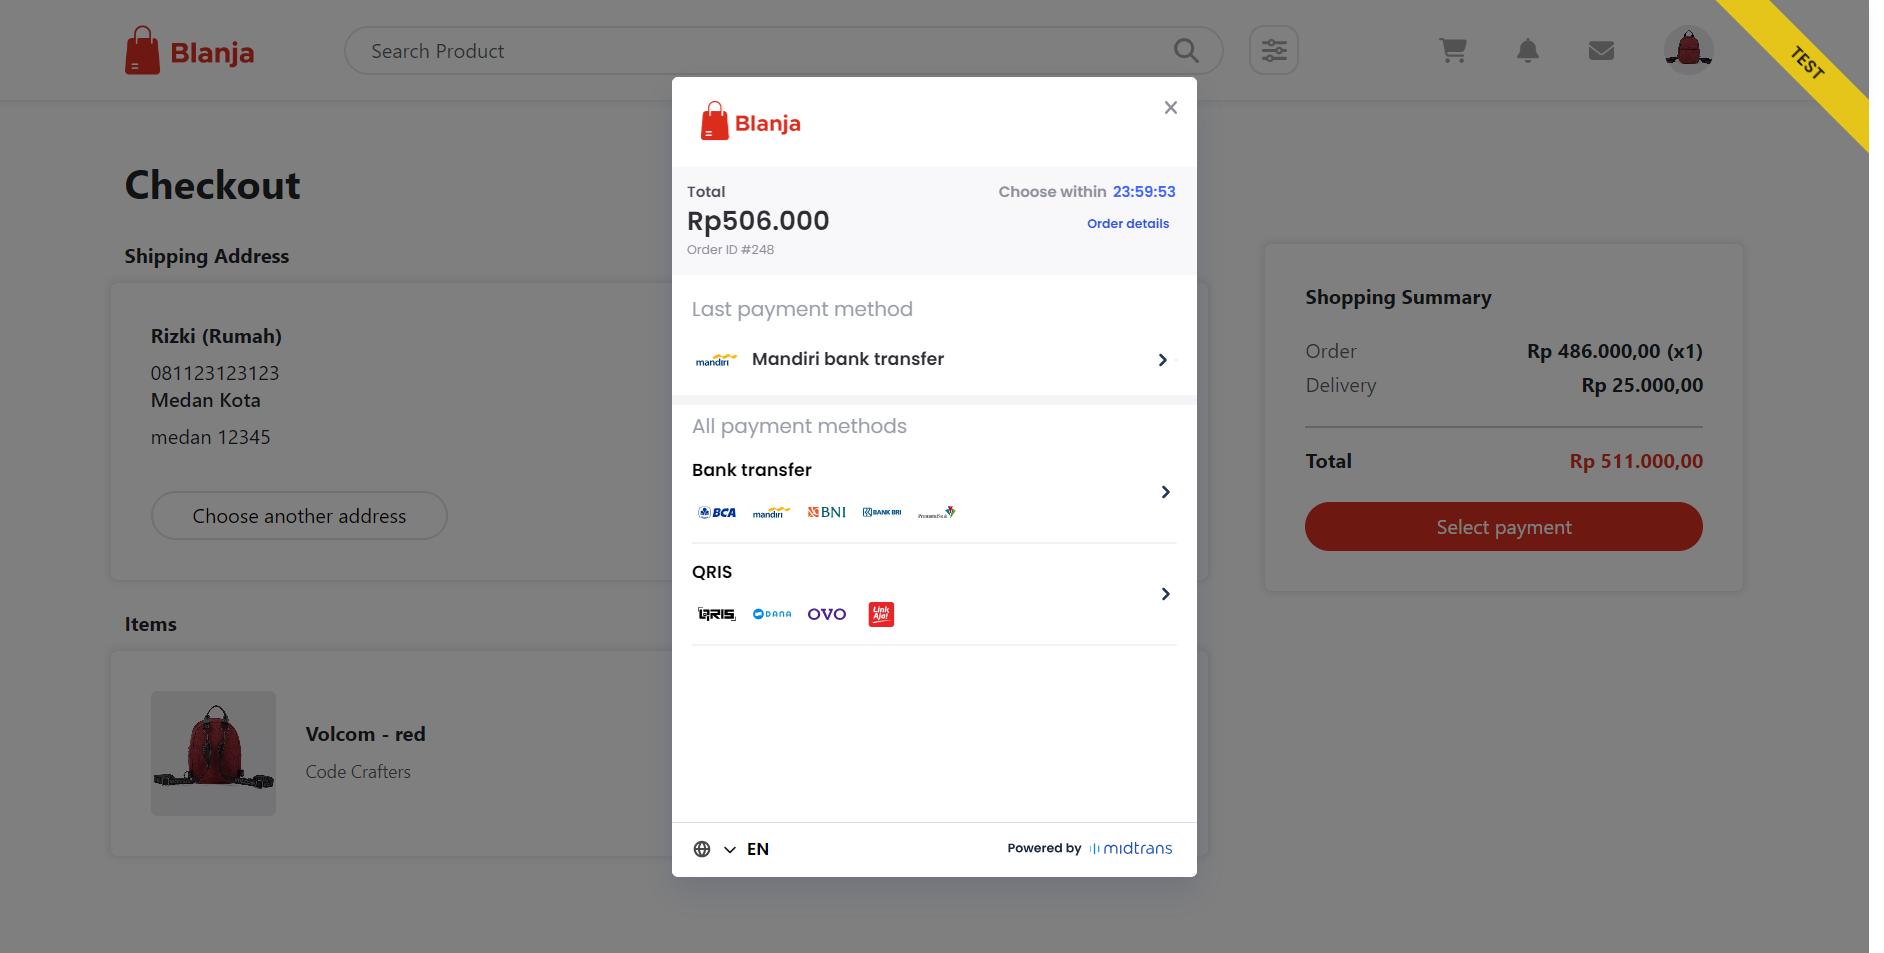 Blanja
Search Product
TEST
Checkout
Shipping Address
Rizki (Rumah)
081123123123
Medan Kota
medan 12345
Choose another address
Items
Volcom - red
Code Crafters
Blanja
Total
Choose within 23:59:53
Rp506.000
Order details
Order ID #248
Last payment method
mandiri Mandiri bank transfer
All payment methods
Bank transfer
BCA mandiri BNI BANK BRI PermataBank
QRIS
QRIS DANA OVO Link Aja!
EN
Powered by midtrans
Shopping Summary
Order Rp 486.000,00 (x1)
Delivery Rp 25.000,00
Total Rp 511.000,00
Select payment